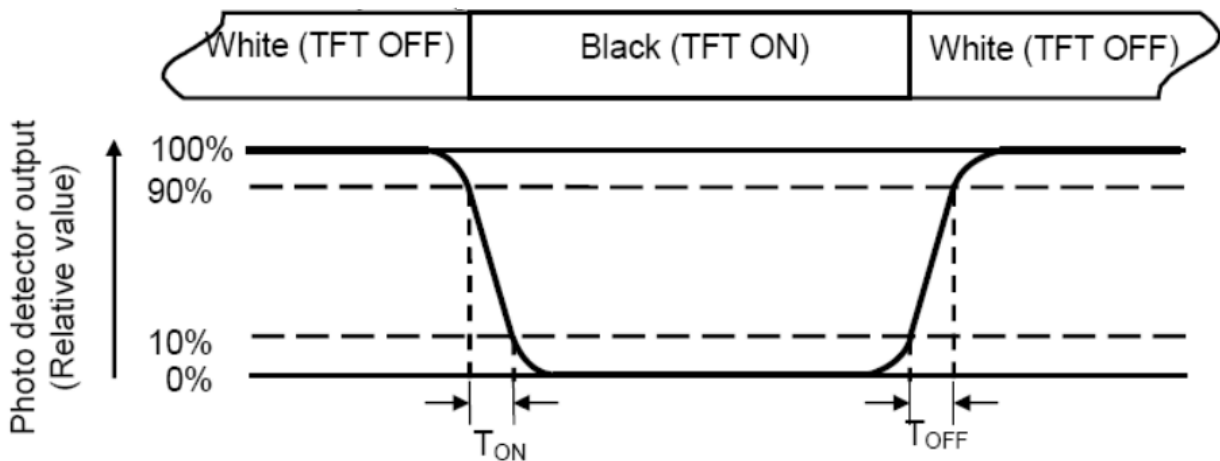 White (TFT OFF) Black (TFT ON) White (TFT OFF)
Photo detector output
(Relative value)
100%
90%
10%
0%
TON TOFF